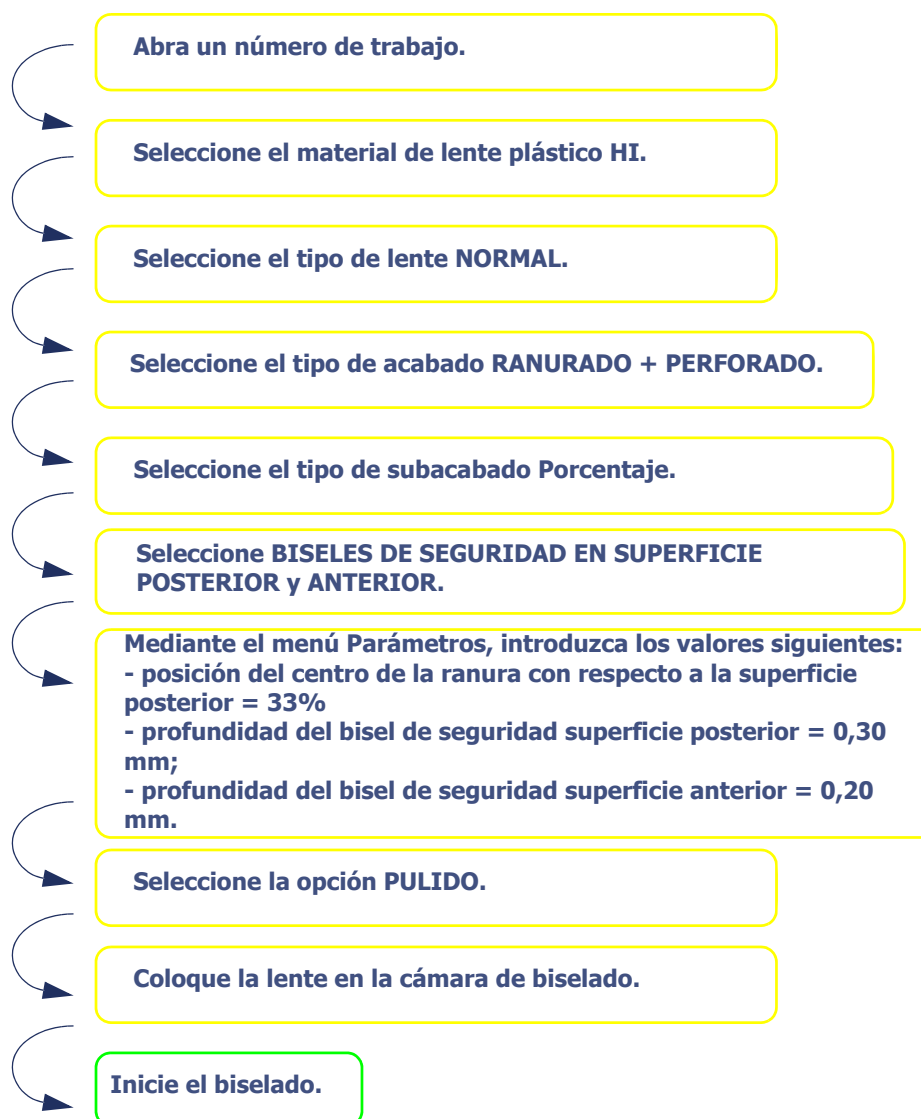 Abra un número de trabajo.
Seleccione el material de lente plástico HI.
Seleccione el tipo de lente NORMAL.
Seleccione el tipo de acabado RANURADO + PERFORADO.
Seleccione el tipo de subacabado Porcentaje.
Seleccione BISELES DE SEGURIDAD EN SUPERFICIE
POSTERIOR y ANTERIOR.
Mediante el menú Parámetros, introduzca los valores siguientes:
- posición del centro de la ranura con respecto a la superficie
posterior = 33%
- profundidad del bisel de seguridad superficie posterior = 0,30
mm;
- profundidad del bisel de seguridad superficie anterior = 0,20
mm.
Seleccione la opción PULIDO.
Coloque la lente en la cámara de biselado.
Inicie el biselado.